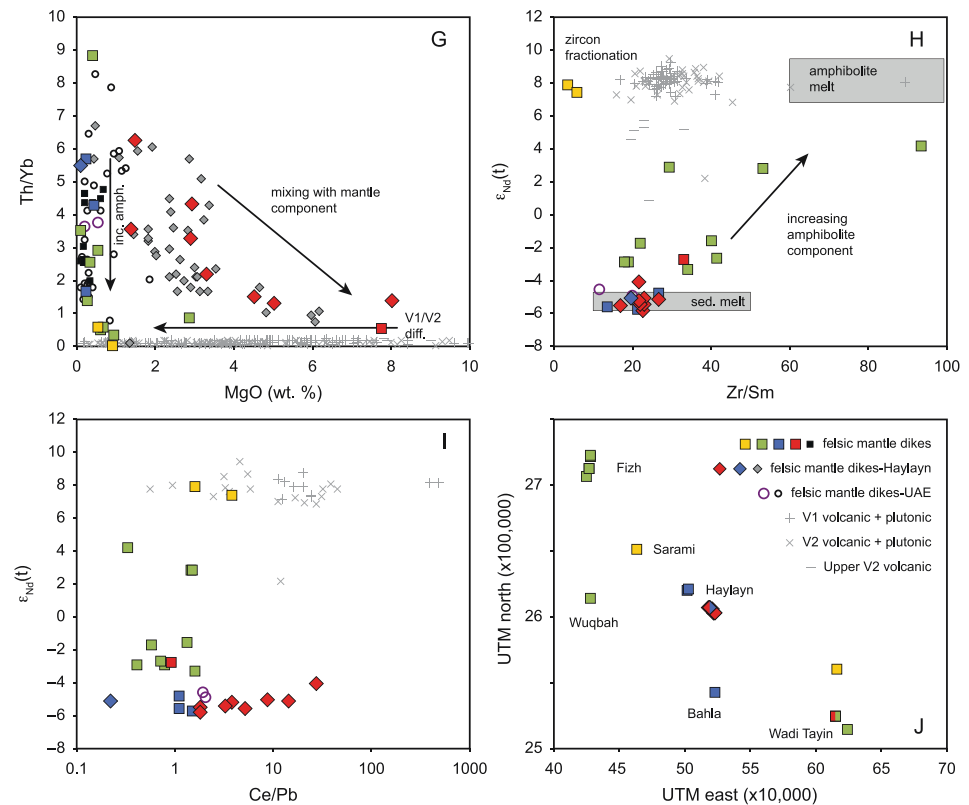 10
9
8
7
6
5
4
3
2
1
0
Th/Yb
G
inc. amph.
mixing with mantle
component
V1/V2
diff.
0
2
4
6
8
10
MgO (wt. %)
12
10
8
6
4
2
0
−2
−4
−6
−8
εNd(t)
zircon
fractionation
H
amphibolite
melt
increasing
amphibolite
component
sed. melt
0
20
40
60
80
100
Zr/Sm
12
10
8
6
4
2
0
−2
−4
−6
−8
εNd(t)
I
0.1
1
10
100
1000
Ce/Pb
27
26
25
UTM north (x100,000)
felsic mantle dikes
Fizh
felsic mantle dikes-Haylayn
felsic mantle dikes-UAE
V1 volcanic + plutonic
Sarami
V2 volcanic + plutonic
Upper V2 volcanic
Haylayn
Wuqbah
Bahla
Wadi Tayin
J
40
50
60
70
UTM east (x10,000)